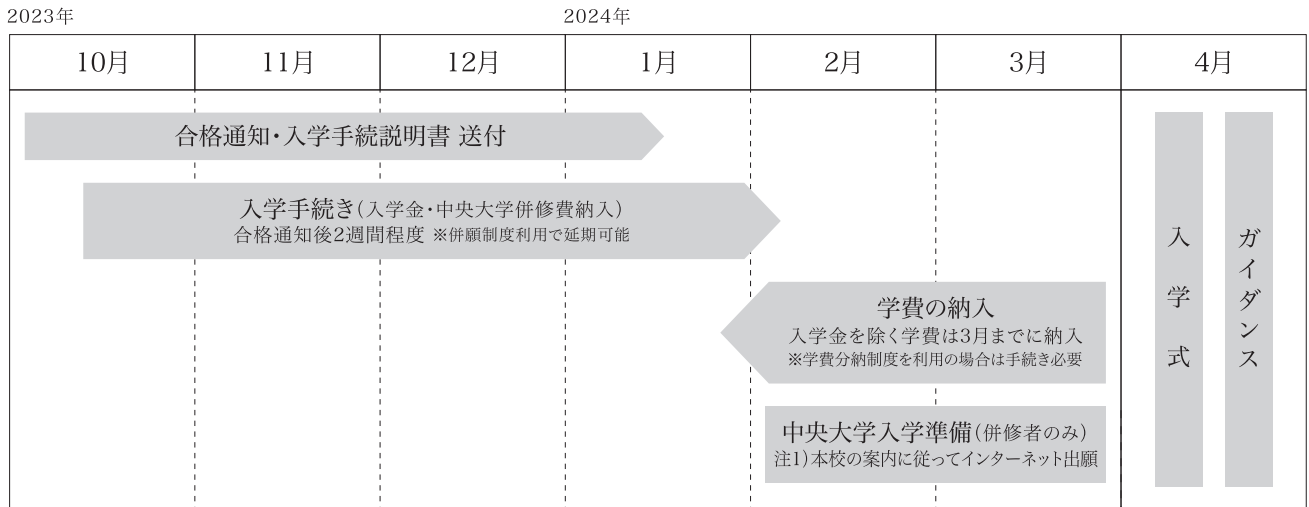 2023年
2024年
10月
11月
12月
1月
2月
3月
4月
合格通知・入学手続説明書 送付
入学手続き(入学金・中央大学併修費納入)
合格通知後2週間程度 ※併願制度利用で延期可能
学費の納入
入学金を除く学費は3月までに納入
※学費分納制度を利用の場合は手続き必要
中央大学入学準備(併修者のみ)
注1)本校の案内に従ってインターネット出願
入学式
ガイダンス